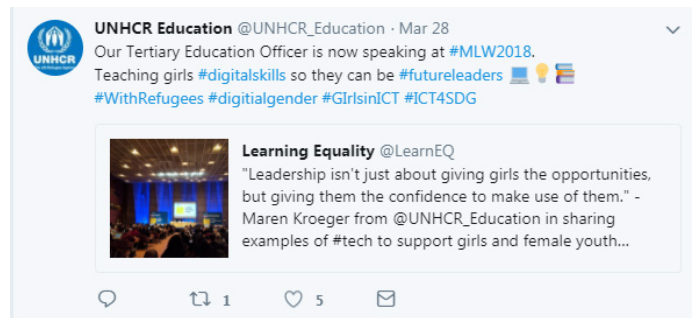 UNHCR Education @UNHCR_Education · Mar 28
Our Tertiary Education Officer is now speaking at #MLW2018.
Teaching girls #digitalskills so they can be #futureleaders 💻💡📚
#WithRefugees #digitialgender #GIrlsinICT #ICT4SDG
UNHCR
Learning Equality @LearnEQ
"Leadership isn't just about giving girls the opportunities,
but giving them the confidence to make use of them." -
Maren Kroeger from @UNHCR_Education in sharing
examples of #tech to support girls and female youth...
1
5